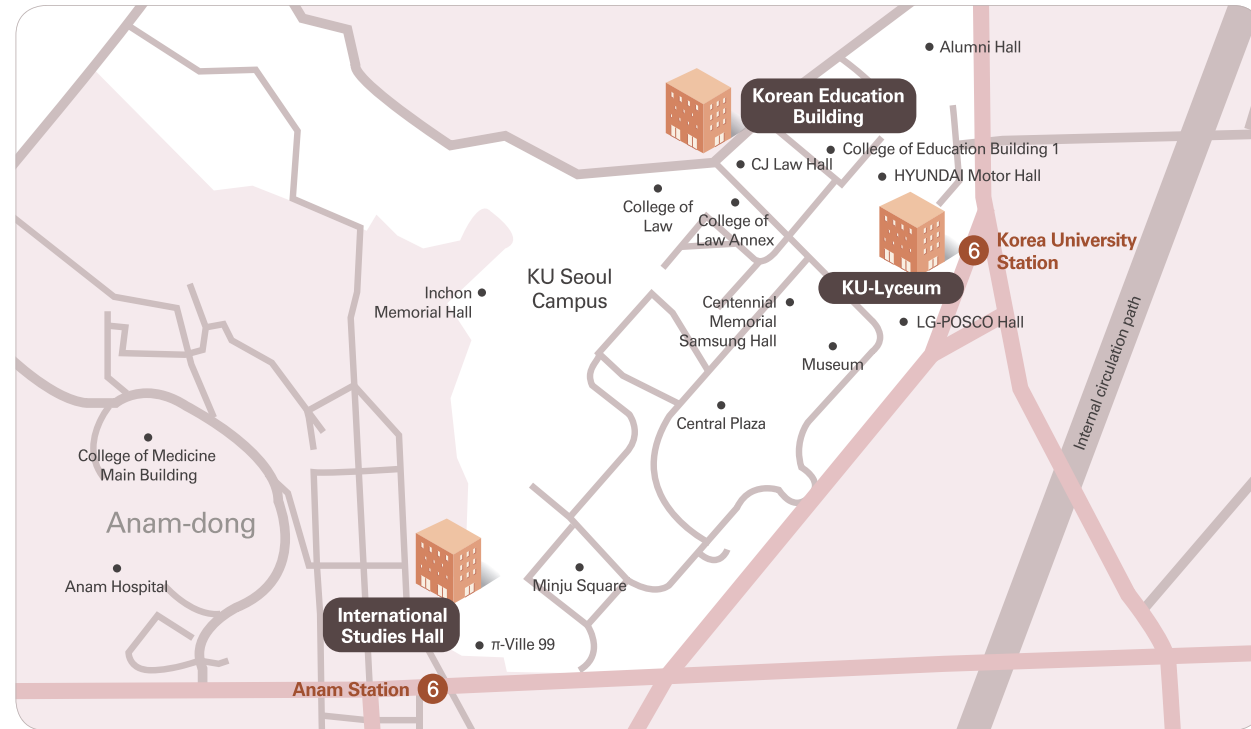 Alumni Hall
Korean Education
Building
College of Education Building 1
CJ Law Hall
HYUNDAI Motor Hall
College of
Law
College of
Law Annex
6
Korea University
Station
KU Seoul
Campus
KU-Lyceum
Inchon
Memorial Hall
Centennial
Memorial
Samsung Hall
LG-POSCO Hall
Museum
Internal circulation path
Central Plaza
College of Medicine
Main Building
Anam-dong
Anam Hospital
Minju Square
International
Studies Hall
π-Ville 99
Anam Station
6